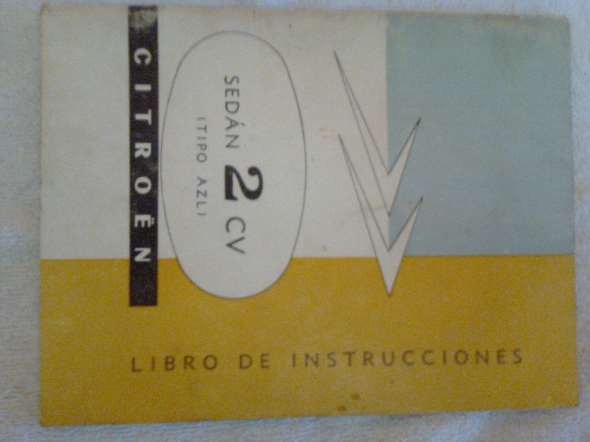 CITROËN
SEDÁN 2 CV
(TIPO AZL)
LIBRO DE INSTRUCCIONES